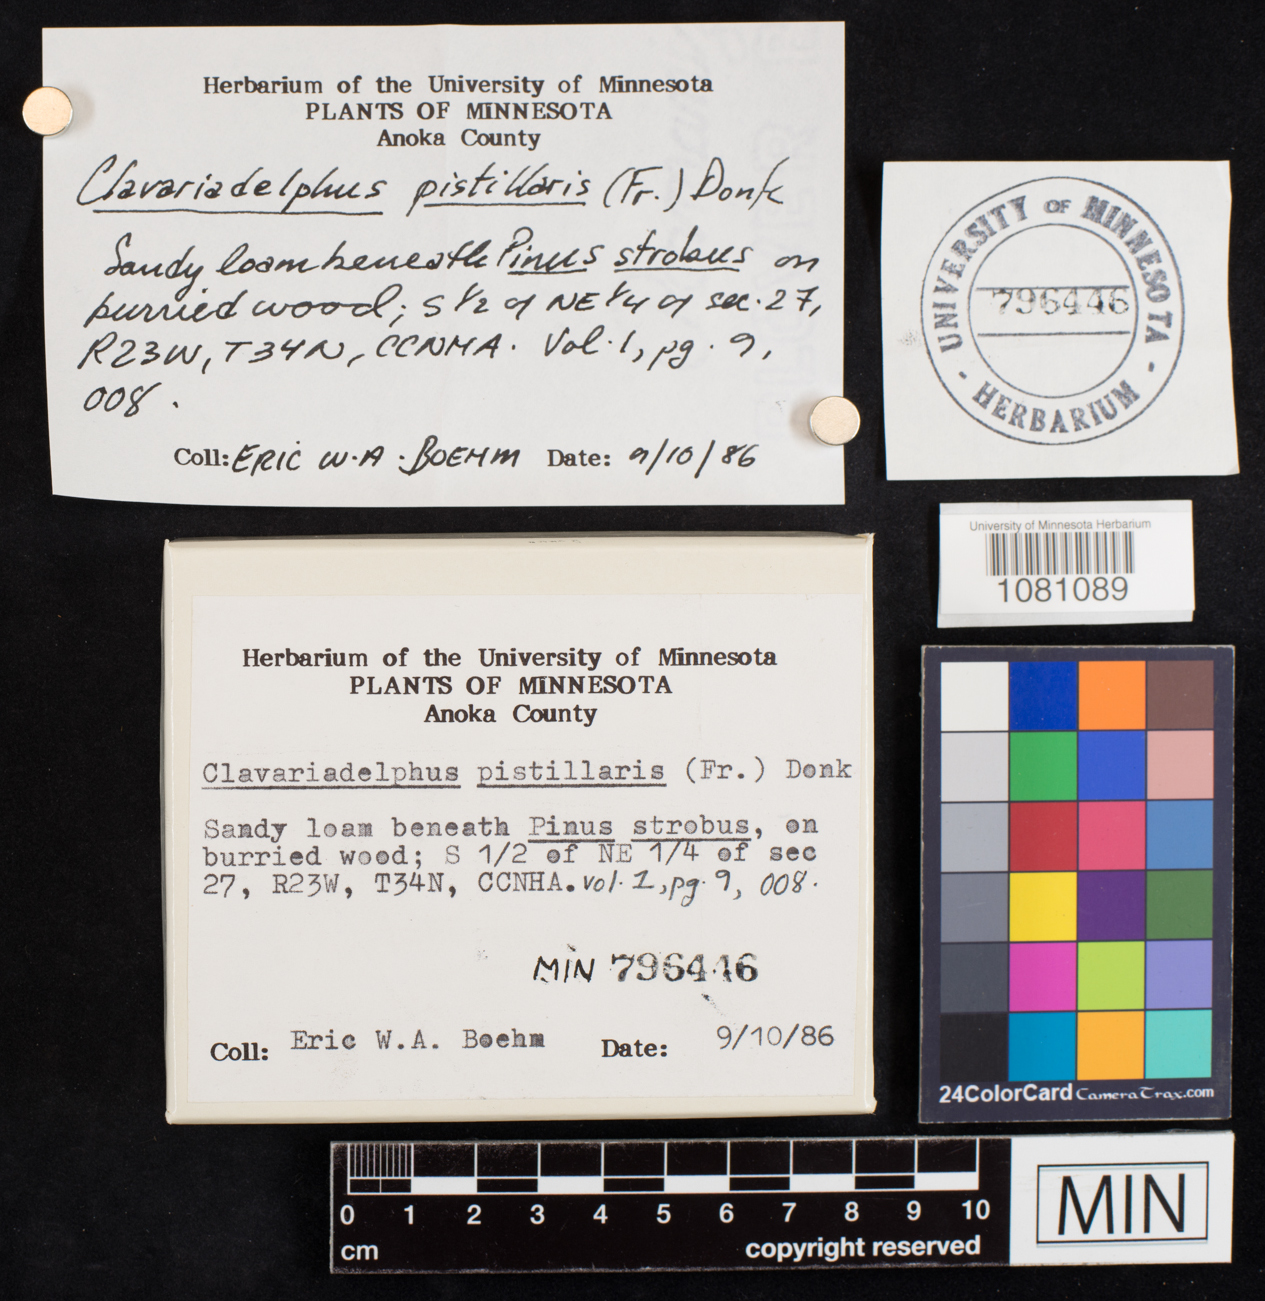 Herbarium of the University of Minnesota
PLANTS OF MINNESOTA
Anoka County
Clavariadelphus pistillaris (Fr.) Donk
Sandy loam beneath Pinus strobus on
burried wood; S 1/2 of NE 1/4 of sec. 27,
R23W, T34N, CCNHA. Vol. 1, pg. 9,
008.
Coll: ERIC W.A. BOEHM Date: 9/10/86
UNIVERSITY OF MINNESOTA
796446
- HERBARIUM -
University of Minnesota Herbarium
1081089
Herbarium of the University of Minnesota
PLANTS OF MINNESOTA
Anoka County
Clavariadelphus pistillaris (Fr.) Donk
Sandy loam beneath Pinus strobus, on
burried wood; S 1/2 of NE 1/4 of sec
27, R23W, T34N, CCNHA. vol. 1, pg. 9, 008.
MIN 796446
Coll: Eric W.A. Boehm Date: 9/10/86
24ColorCard CameraTrax.com
0 1 2 3 4 5 6 7 8 9 10
cm copyright reserved
MIN